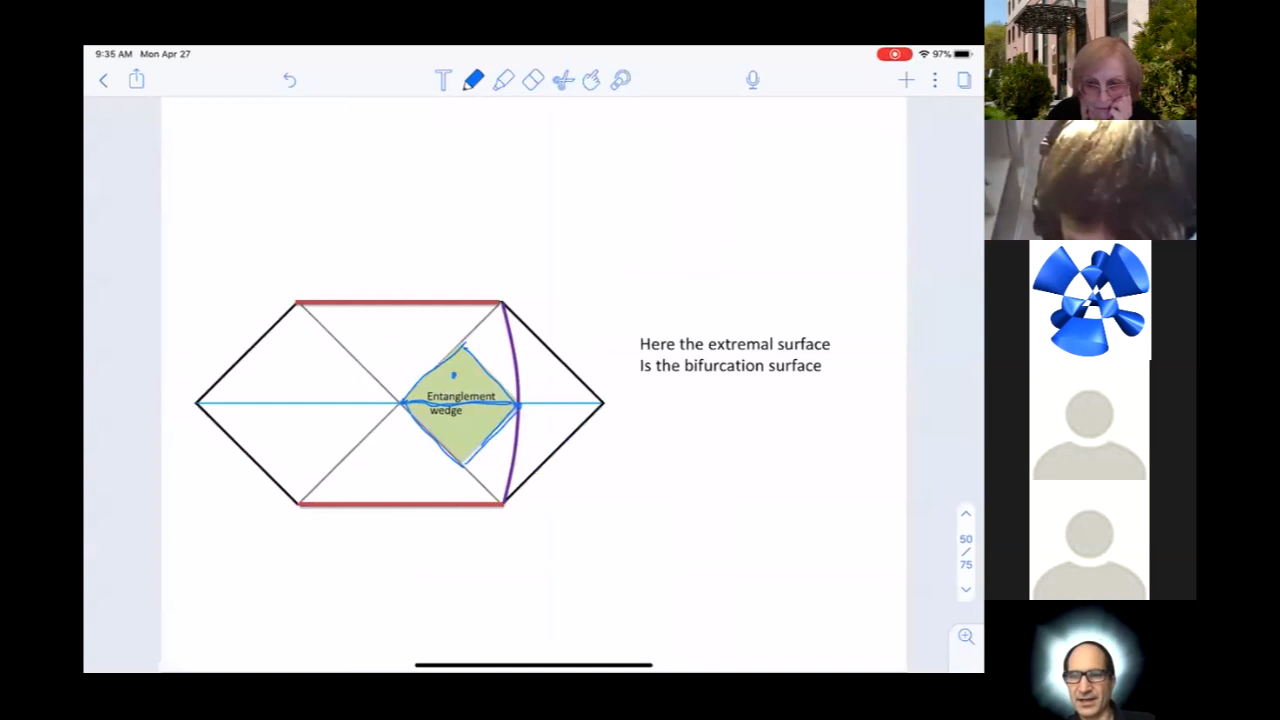 9:35 AM Mon Apr 27
97%
T
Entanglement
wedge
Here the extremal surface
Is the bifurcation surface
50
/
75